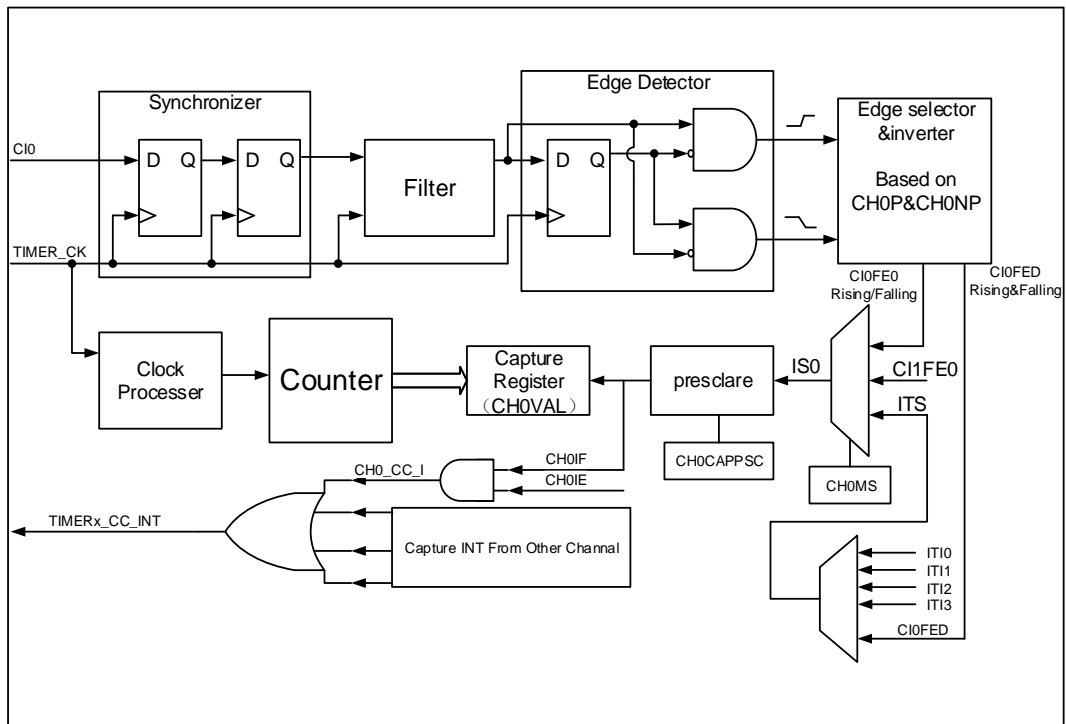 Synchronizer
Edge Detector
CI0
D Q
D Q
Filter
D Q
Edge selector
&inverter
Based on
CH0P&CH0NP
TIMER_CK
CI0FE0
Rising/Falling
CI0FED
Rising&Falling
Clock
Processer
Counter
Capture
Register
（CH0VAL）
presclare
IS0
CI1FE0
ITS
CH0CAPPSC
CH0MS
CH0IF
CH0_CC_I
CH0IE
TIMERx_CC_INT
Capture INT From Other Channel
ITI0
ITI1
ITI2
ITI3
CI0FED